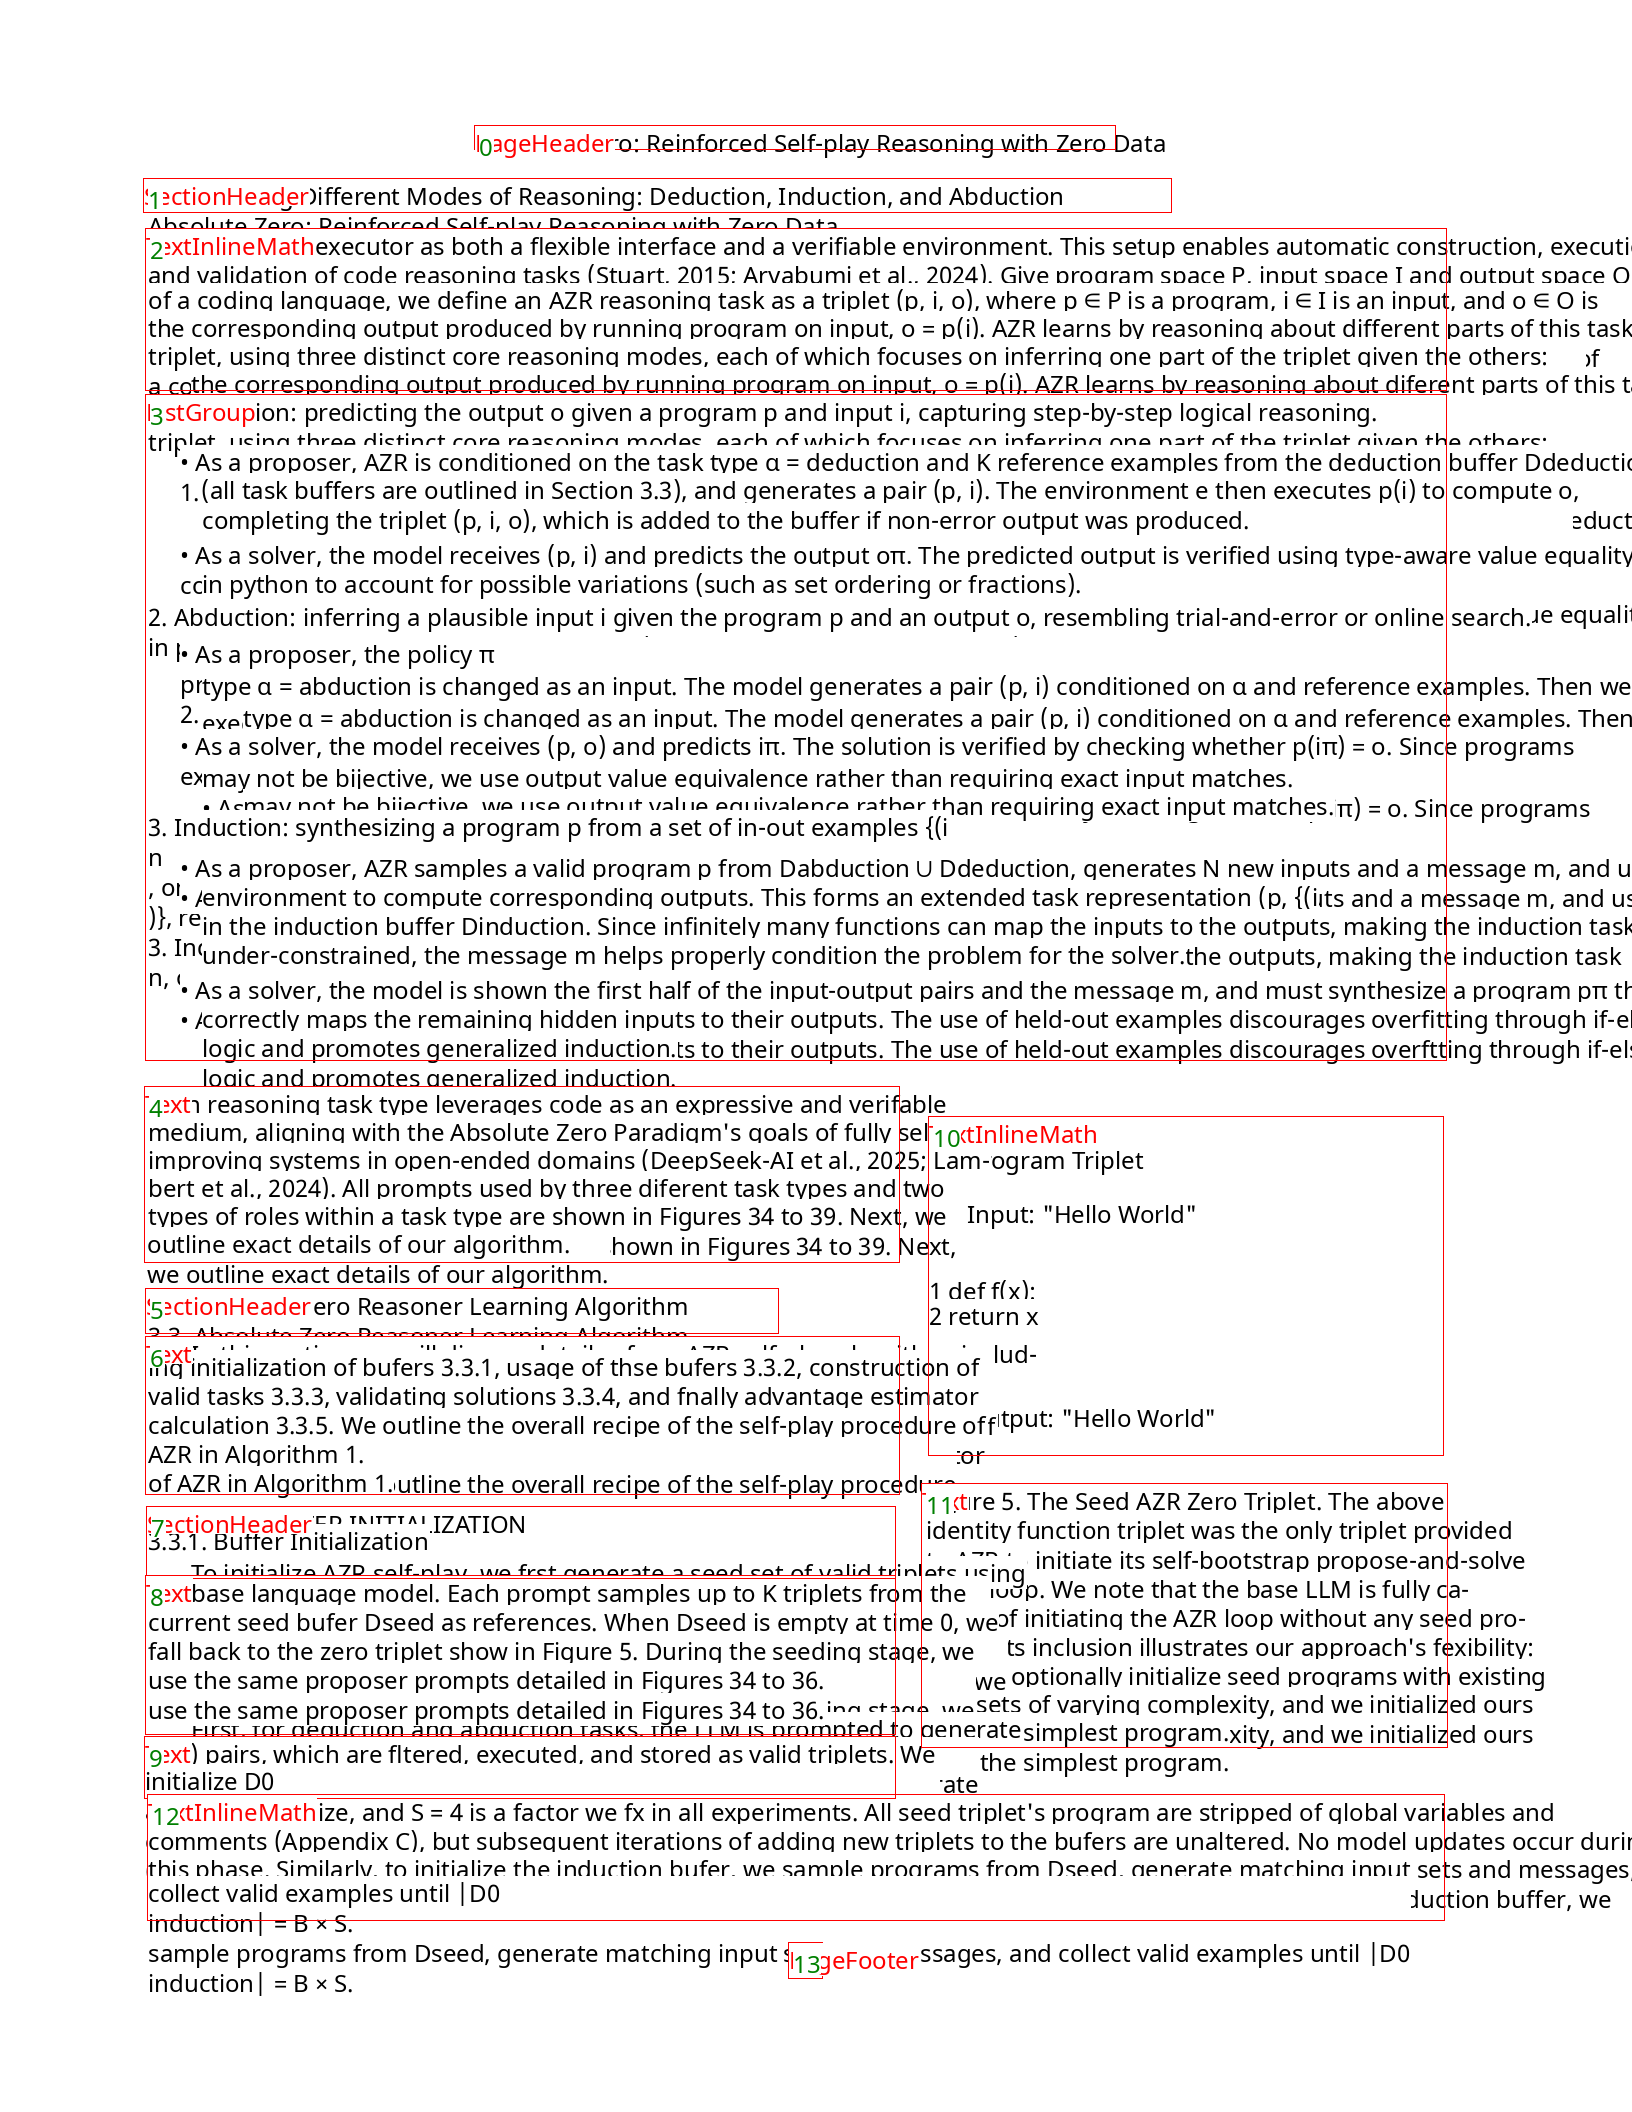 0 ageHeader o: Reinforced Self-play Reasoning with Zero Data
1 ectionHeader Different Modes of Reasoning: Deduction, Induction, and Abduction
Absolute Zero: Reinforced Self-play Reasoning with Zero Data
2 extInlineMath executor as both a flexible interface and a verifiable environment. This setup enables automatic construction, executi
and validation of code reasoning tasks (Stuart, 2015; Aryabumi et al., 2024). Give program space P, input space I and output space O
of a coding language, we define an AZR reasoning task as a triplet (p, i, o), where p ∈ P is a program, i ∈ I is an input, and o ∈ O is
the corresponding output produced by running program on input, o = p(i). AZR learns by reasoning about different parts of this task
triplet, using three distinct core reasoning modes, each of which focuses on inferring one part of the triplet given the others: of
a co the corresponding output produced by running program on input, o = p(i). AZR learns by reasoning about diferent parts of this ta
3 stGroup ion: predicting the output o given a program p and input i, capturing step-by-step logical reasoning.
triplet, using three distinct core reasoning modes, each of which focuses on inferring one part of the triplet given the others:
• As a proposer, AZR is conditioned on the task type α = deduction and K reference examples from the deduction buffer Ddeductio
1. (all task buffers are outlined in Section 3.3), and generates a pair (p, i). The environment e then executes p(i) to compute o,
completing the triplet (p, i, o), which is added to the buffer if non-error output was produced. educt
• As a solver, the model receives (p, i) and predicts the output oπ. The predicted output is verified using type-aware value equality
cc in python to account for possible variations (such as set ordering or fractions).
2. Abduction: inferring a plausible input i given the program p and an output o, resembling trial-and-error or online search. ue equalit
in
• As a proposer, the policy π
pr type α = abduction is changed as an input. The model generates a pair (p, i) conditioned on α and reference examples. Then we
2. exe type α = abduction is changed as an input. The model generates a pair (p, i) conditioned on α and reference examples. Then
• As a solver, the model receives (p, o) and predicts iπ. The solution is verified by checking whether p(iπ) = o. Since programs
ex may not be bijective, we use output value equivalence rather than requiring exact input matches.
• As may not be bijective, we use output value equivalence rather than requiring exact input matches. π) = o. Since programs
3. Induction: synthesizing a program p from a set of in-out examples {(i
n
• As a proposer, AZR samples a valid program p from Dabduction ∪ Ddeduction, generates N new inputs and a message m, and u
, or • A environment to compute corresponding outputs. This forms an extended task representation (p, {(i ts and a message m, and us
)}, re in the induction buffer Dinduction. Since infinitely many functions can map the inputs to the outputs, making the induction task
3. Ind under-constrained, the message m helps properly condition the problem for the solver. the outputs, making the induction task
n,
• As a solver, the model is shown the first half of the input-output pairs and the message m, and must synthesize a program pπ th
• A correctly maps the remaining hidden inputs to their outputs. The use of held-out examples discourages overfitting through if-el
logic and promotes generalized induction. ts to their outputs. The use of held-out examples discourages overftting through if-els
logic and promotes generalized induction.
4 ext n reasoning task type leverages code as an expressive and verifable
medium, aligning with the Absolute Zero Paradigm's goals of fully self
improving systems in open-ended domains (DeepSeek-AI et al., 2025; Lam-
bert et al., 2024). All prompts used by three diferent task types and two
types of roles within a task type are shown in Figures 34 to 39. Next, we
outline exact details of our algorithm. hown in Figures 34 to 39. Next,
we outline exact details of our algorithm.
5 ectionHeader ero Reasoner Learning Algorithm
3.3. Absolute Zero Reasoner Learning Algorithm
6 ext
ing initialization of bufers 3.3.1, usage of thse bufers 3.3.2, construction of
valid tasks 3.3.3, validating solutions 3.3.4, and fnally advantage estimator
calculation 3.3.5. We outline the overall recipe of the self-play procedure of
AZR in Algorithm 1.
of AZR in Algorithm 1. utline the overall recipe of the self-play procedure
7 ectionHeader ER INITIALIZATION
3.3.1. Buffer Initialization
To initialize AZR self-play, we frst generate a seed set of valid triplets using
8 ext base language model. Each prompt samples up to K triplets from the
current seed bufer Dseed as references. When Dseed is empty at time 0, we
fall back to the zero triplet show in Figure 5. During the seeding stage, we
use the same proposer prompts detailed in Figures 34 to 36.
we
use the same proposer prompts detailed in Figures 34 to 36. ing stage, we
First, for deduction and abduction tasks, the LLM is prompted to generate
9 ext ) pairs, which are fltered, executed, and stored as valid triplets. We
initialize D0
rate
10 xtInlineMath
ogram Triplet
Input: "Hello World"
1 def f(x):
2 return x
lud-
tput: "Hello World"
tor
11 xt re 5. The Seed AZR Zero Triplet. The above
identity function triplet was the only triplet provided
to AZR to initiate its self-bootstrap propose-and-solve
loop. We note that the base LLM is fully ca-
of initiating the AZR loop without any seed pro-
ts inclusion illustrates our approach's fexibility:
optionally initialize seed programs with existing
sets of varying complexity, and we initialized ours
simplest program. xity, and we initialized ours
the simplest program.
12 xtInlineMath ize, and S = 4 is a factor we fx in all experiments. All seed triplet's program are stripped of global variables and
comments (Appendix C), but subsequent iterations of adding new triplets to the bufers are unaltered. No model updates occur durin
this phase. Similarly, to initialize the induction bufer, we sample programs from Dseed, generate matching input sets and messages,
collect valid examples until |D0
duction buffer, we
induction| = B × S.
sample programs from Dseed, generate matching input s 13 geFooter ssages, and collect valid examples until |D0
induction| = B × S.